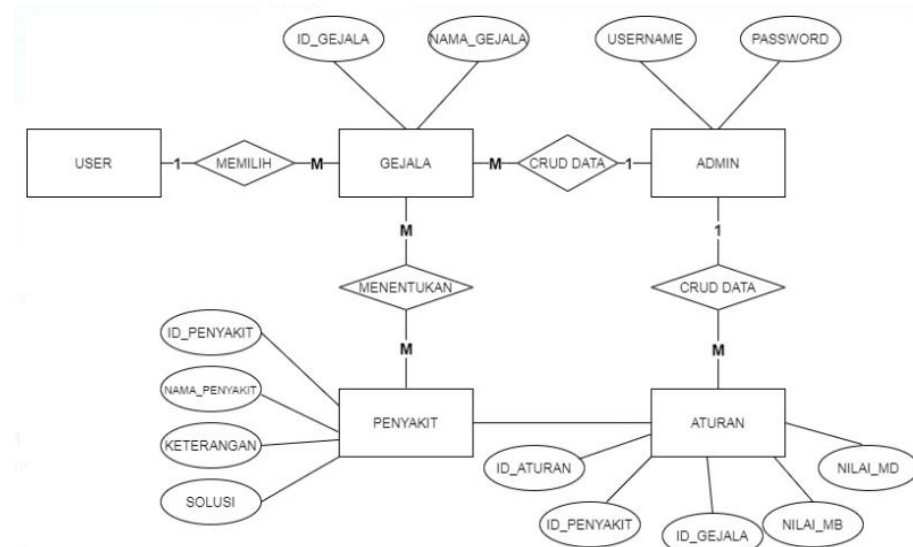 ID_GEJALA
NAMA_GEJALA
USERNAME
PASSWORD
USER
1
MEMILIH
M
GEJALA
M
CRUD DATA
1
ADMIN
M
1
MENENTUKAN
CRUD DATA
ID_PENYAKIT
M
M
NAMA_PENYAKIT
PENYAKIT
ATURAN
KETERANGAN
ID_ATURAN
NILAI_MD
SOLUSI
ID_PENYAKIT
ID_GEJALA
NILAI_MB